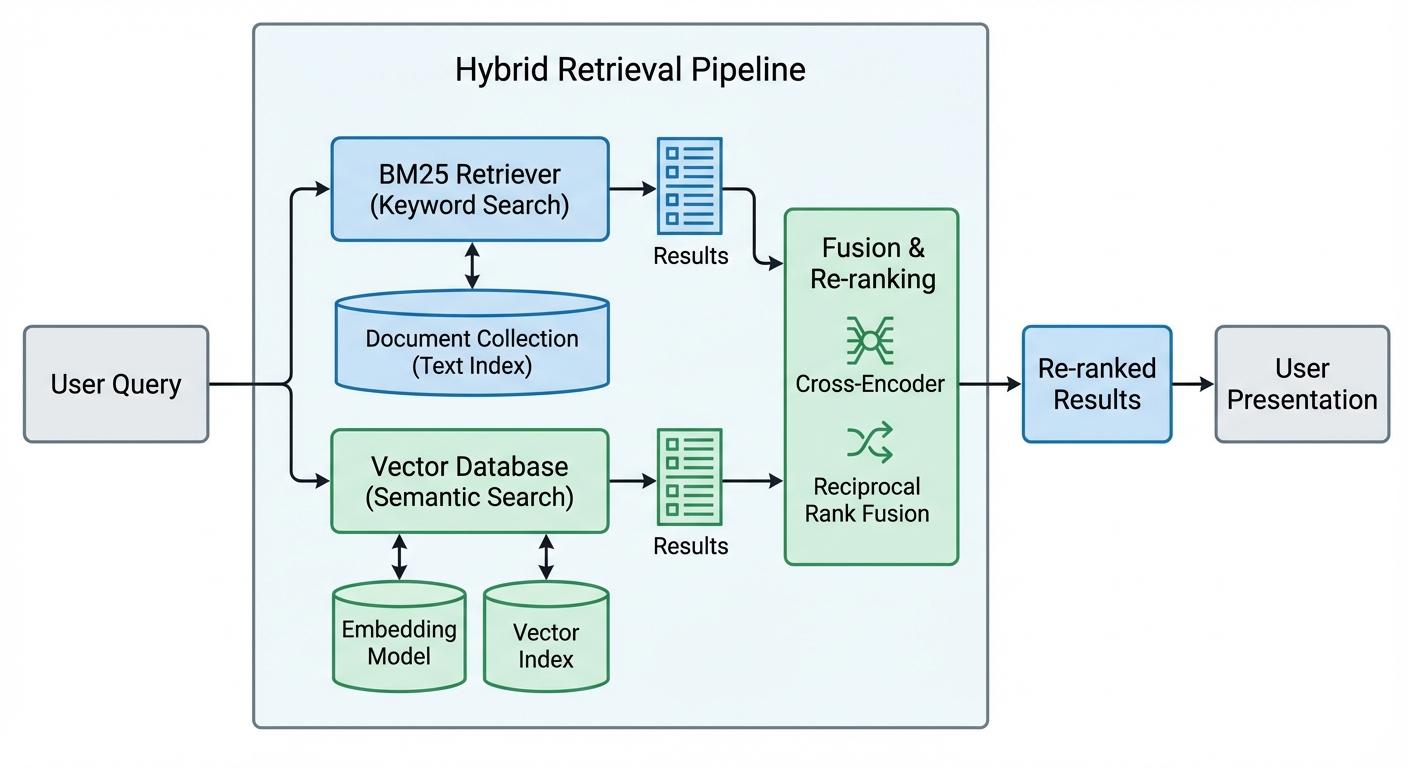 Hybrid Retrieval Pipeline
BM25 Retriever
(Keyword Search)
Results
Document Collection
(Text Index)
User Query
Vector Database
(Semantic Search)
Results
Embedding
Model
Vector
Index
Fusion &
Re-ranking
Cross-Encoder
Reciprocal
Rank Fusion
Re-ranked
Results
User
Presentation